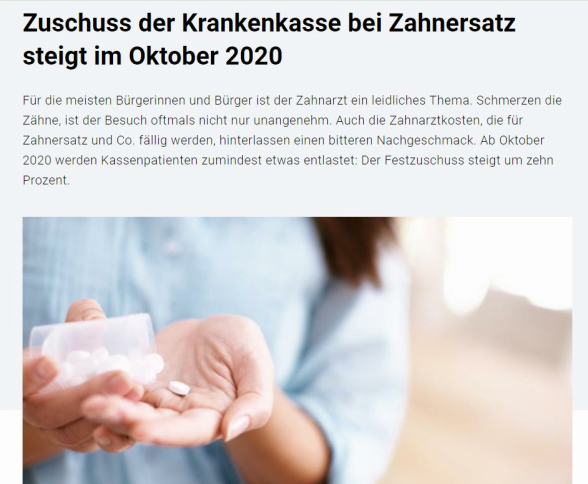 Zuschuss der Krankenkasse bei Zahnersatz
steigt im Oktober 2020
Für die meisten Bürgerinnen und Bürger ist der Zahnarzt ein leidliches Thema. Schmerzen die
Zähne, ist der Besuch oftmals nicht nur unangenehm. Auch die Zahnarztkosten, die für
Zahnersatz und Co. fällig werden, hinterlassen einen bitteren Nachgeschmack. Ab Oktober
2020 werden Kassenpatienten zumindest etwas entlastet: Der Festzuschuss steigt um zehn
Prozent.